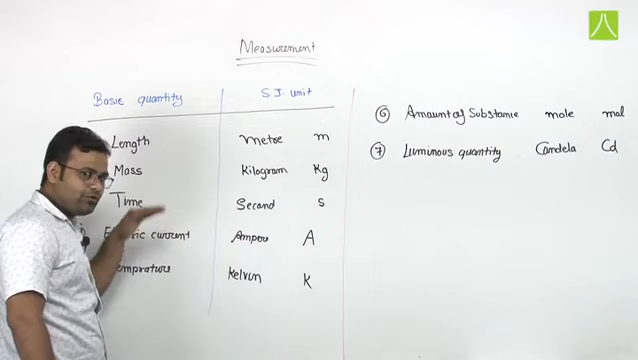 Measurement
Basic quantity S.I. unit
Length Metre m
Mass Kilogram Kg
Time Second s
current Ampere A
Kelvin K
⑥ Amount of Substance mole mol
⑦ Luminous quantity Candela Cd